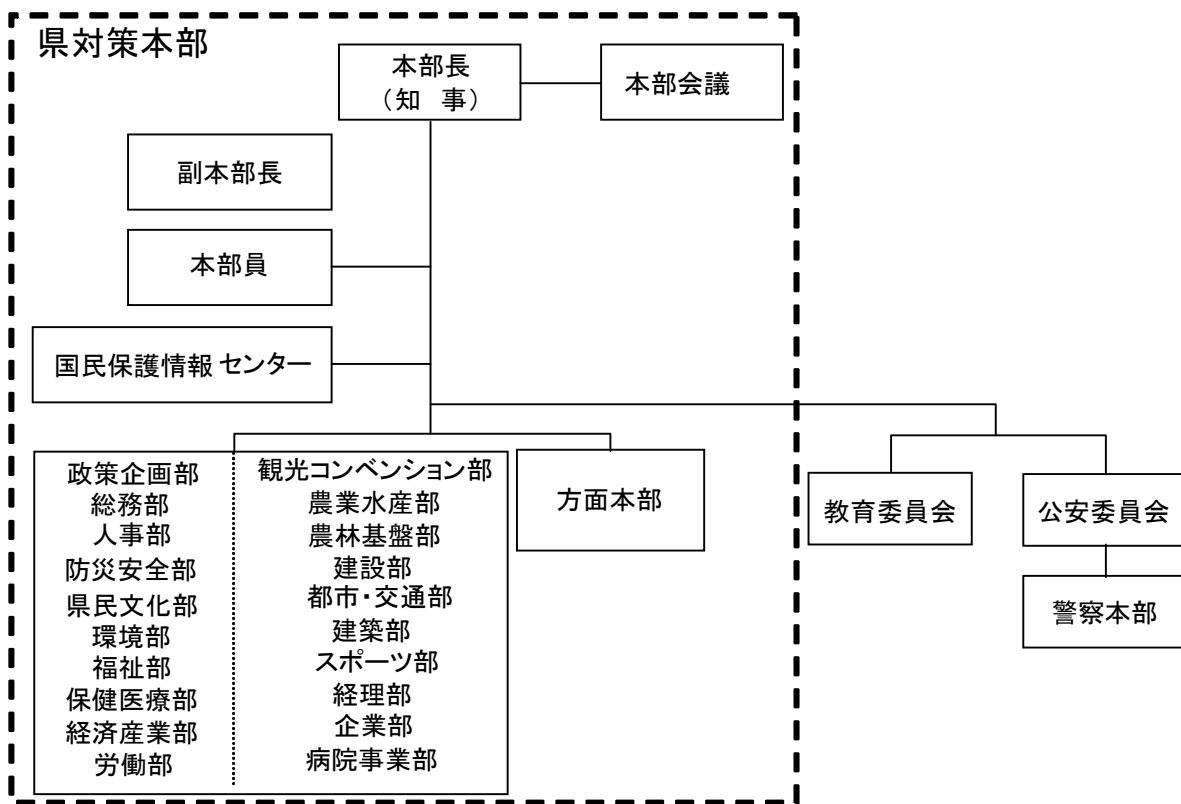 県対策本部
本部長
（知　事）
本部会議
副本部長
本部員
国民保護情報センター
政策企画部
総務部
人事部
防災安全部
県民文化部
環境部
福祉部
保健医療部
経済産業部
労働部
観光コンベンション部
農業水産部
農林基盤部
建設部
都市・交通部
建築部
スポーツ部
経理部
企業部
病院事業部
方面本部
教育委員会
公安委員会
警察本部